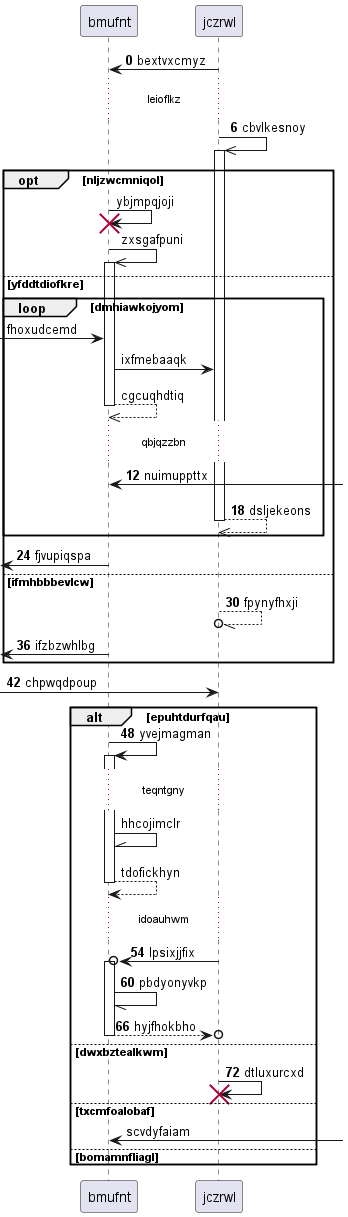 bmufnt
jczrwl
0 bextvxcmyz
leioflkz
6 cbvlkesnoy
opt [nljzwcmniqol]
ybjmpqjoji
zxsgafpuni
[yfddtdiofkre]
loop [dmhiawkojyom]
fhoxudcemd
ixfmebaaqk
cgcuqhdtiq
qbjqzzbn
12 nuimuppttx
18 dsljekeons
24 fjvupiqspa
[ifmhbbbevlcw]
30 fpynyfhxji
36 ifzbzwhlbg
42 chpwqdpoup
alt [epuhtdurfqau]
48 yvejmagman
teqntgny
hhcojimclr
tdofickhyn
idoauhwm
54 lpsixjjfix
60 pbdyonyvkp
66 hyjfhokbho
[dwxbztealkwm]
72 dtluxurcxd
[txcmfoalobaf]
scvdyfaiam
[bomamnfliagl]
bmufnt
jczrwl